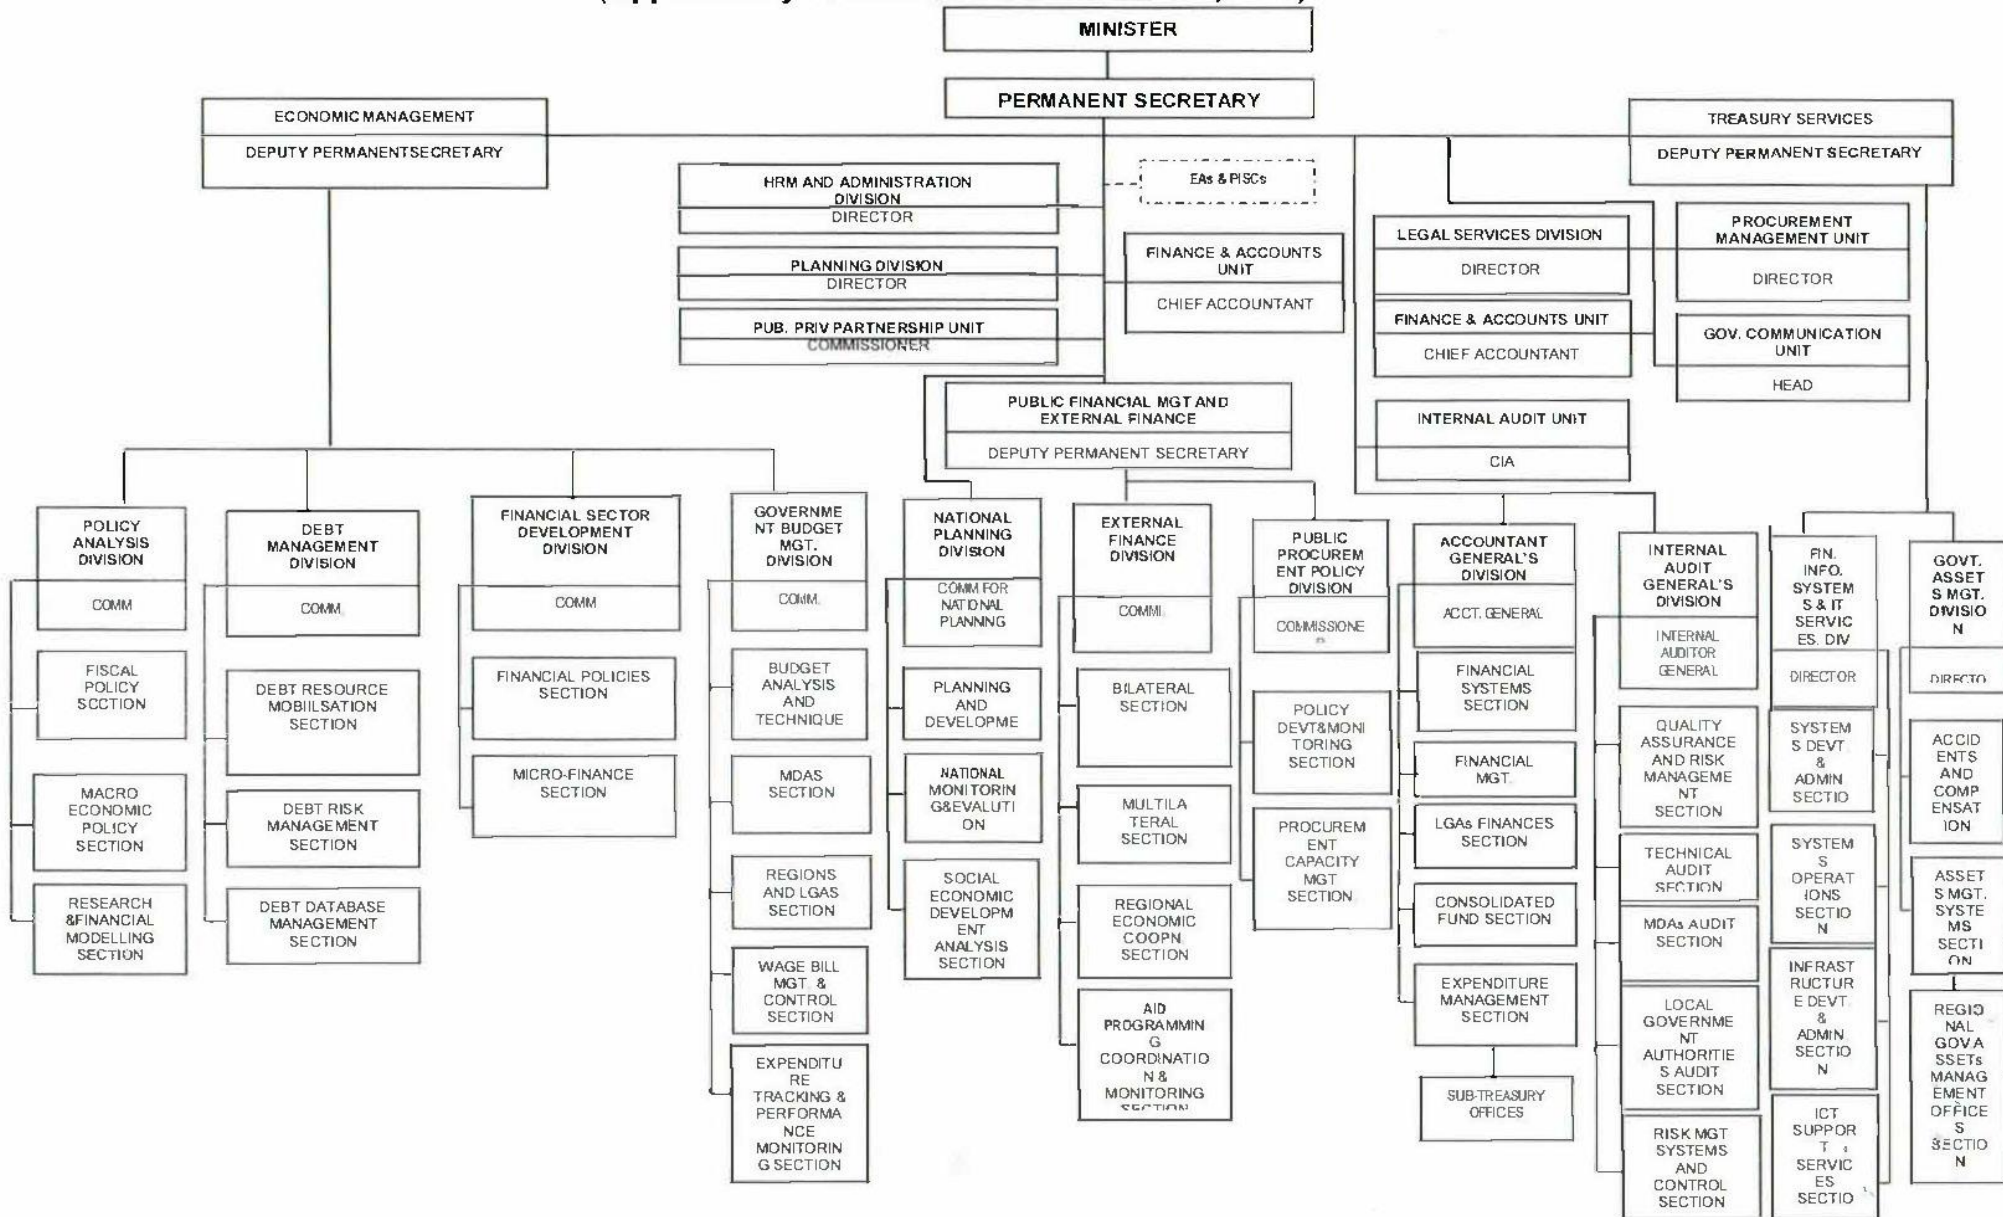 MINISTER
PERMANENT SECRETARY
ECONOMIC MANAGEMENT
DEPUTY PERMANENTSECRETARY
TREASURY SERVICES
DEPUTY PERMANENT SECRETARY
HRM AND ADMINISTRATION
DIVISION
DIRECTOR
EAs & PISCs
PLANNING DIVISION
DIRECTOR
PUB. PRIV PARTNERSHIP UNIT
COMMISSIONER
FINANCE & ACCOUNTS
UNIT
CHIEF ACCOUNTANT
LEGAL SERVICES DIVISION
DIRECTOR
PROCUREMENT
MANAGEMENT UNIT
DIRECTOR
FINANCE & ACCOUNTS UNIT
CHIEF ACCOUNTANT
GOV. COMMUNICATION
UNIT
HEAD
PUBLIC FINANCIAL MGT AND
EXTERNAL FINANCE
DEPUTY PERMANENT SECRETARY
INTERNAL AUDIT UNIT
CIA
POLICY
ANALYSIS
DIVISION
COMM
FISCAL
POLICY
SCCTION
MACRO
ECONOMIC
POLICY
SECTION
RESEARCH
&FINANCIAL
MODELLING
SECTION
DEBT
MANAGEMENT
DIVISION
COMM.
DEBT RESOURCE
MOBIILSATION
SECTION
DEBT RISK
MANAGEMENT
SECTION
DEBT DATABASE
MANAGEMENT
SECTION
FINANCIAL SECTOR
DEVELOPMENT
DIVISION
COMM
FINANCIAL POLICIES
SECTION
MICRO-FINANCE
SECTION
GOVERNME
NT BUDGET
MGT.
DIVISION
COMM.
BUDGET
ANALYSIS
AND
TECHNIQUE
MDAS
SECTION
REGIONS
AND LGAS
SECTION
WAGE BILL
MGT. &
CONTROL
SECTION
EXPENDITU
RE
TRACKING &
PERFORMA
NCE
MONITORIN
G SECTION
NATIONAL
PLANNING
DIVISION
COMM FOR
NATIONAL
PLANNING
PLANNING
AND
DEVELOPME
NATIONAL
MONITORIN
G&EVALUTI
ON
SOCIAL
ECONOMIC
DEVELOPM
ENT
ANALYSIS
SECTION
EXTERNAL
FINANCE
DIVISION
COMMI.
BILATERAL
SECTION
MULTILA
TERAL
SECTION
REGIONAL
ECONOMIC
COOPN.
SECTION
AID
PROGRAMMIN
G
COORDINATIO
N &
MONITORING
SECTION
PUBLIC
PROCUREM
ENT POLICY
DIVISION
COMMISSIONE
POLICY
DEVT&MONI
TORING
SECTION
PROCUREM
ENT
CAPACITY
MGT
SECTION
ACCOUNTANT
GENERAL'S
DIVISION
ACCT. GENERAL
FINANCIAL
SYSTEMS
SECTION
FINANCIAL
MGT.
LGAs FINANCES
SECTION
CONSOLIDATED
FUND SECTION
EXPENDITURE
MANAGEMENT
SECTION
SUB-TREASURY
OFFICES
INTERNAL
AUDIT
GENERAL'S
DIVISION
INTERNAL
AUDITOR
GENERAL
QUALITY
ASSURANCE
AND RISK
MANAGEME
NT
SECTION
TECHNICAL
AUDIT
SECTION
MDAs AUDIT
SECTION
LOCAL
GOVERNME
NT
AUTHORITIE
S AUDIT
SECTION
RISK MGT
SYSTEMS
AND
CONTROL
SECTION
FIN.
INFO.
SYSTEM
S & IT
SERVIC
ES. DIV
DIRECTOR
SYSTEM
S DEVT.
&
ADMIN
SECTIO
SYSTEM
S
OPERAT
IONS
SECTIO
N
INFRAST
RUCTUR
E DEVT.
&
ADMIN
SECTIO
N
ICT
SUPPOR
T
SERVIC
ES
SECTIO
GOVT.
ASSET
S MGT.
DIVISIO
N
DIRECTO
ACCID
ENTS
AND
COMP
ENSAT
ION
ASSET
S MGT.
SYSTE
MS
SECTI
ON
REGIO
NAL
GOV.A
SSETs
MANAG
EMENT
OFFICE
S
SECTIO
N